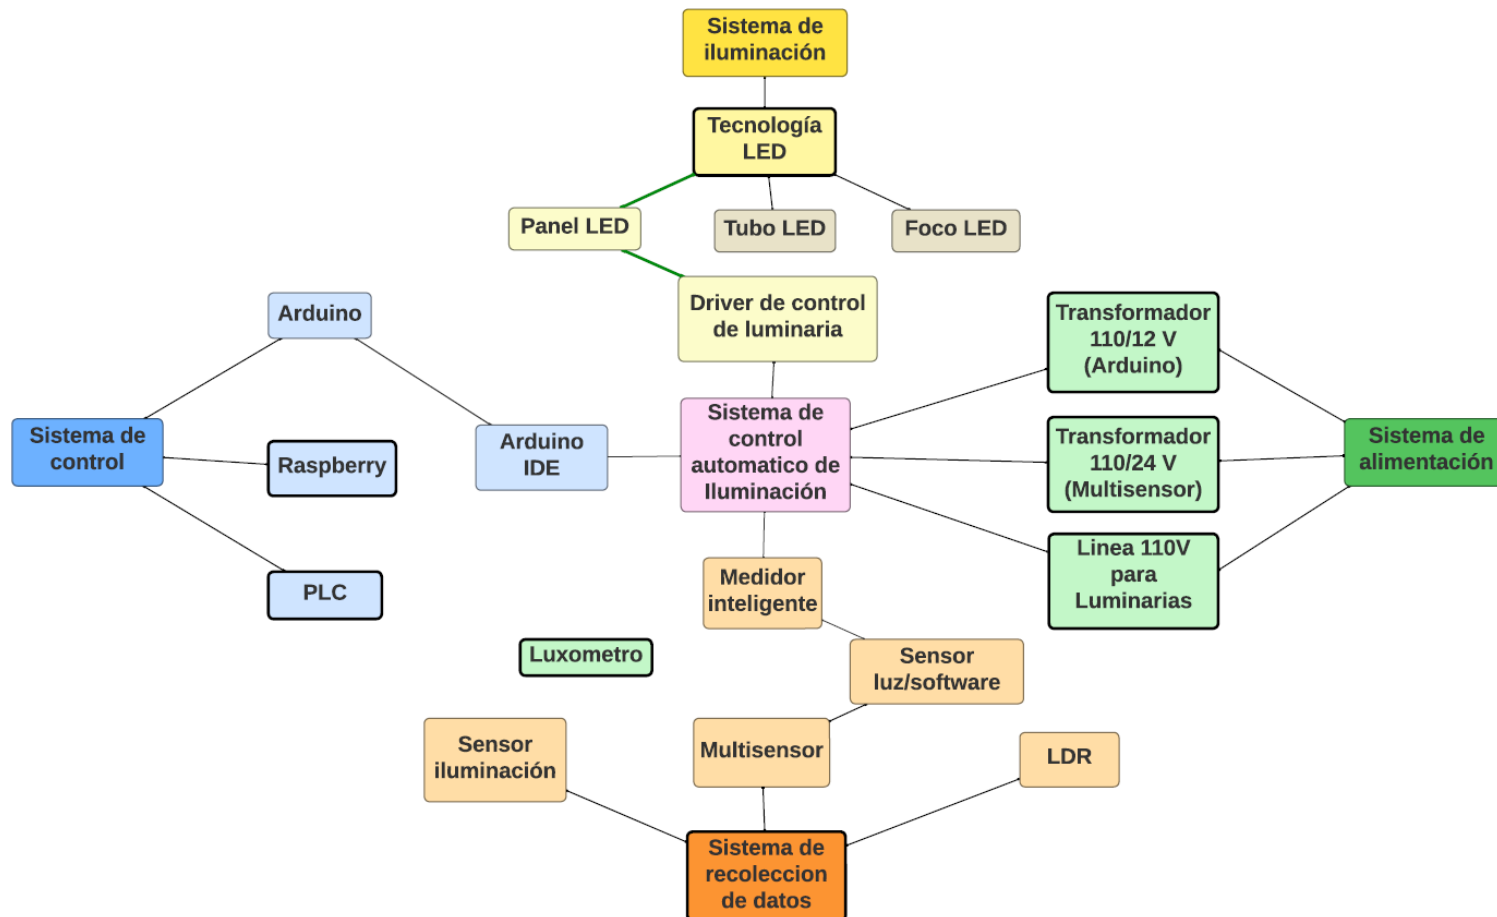 Sistema de
iluminación
Tecnología
LED
Panel LED
Tubo LED
Foco LED
Driver de control
de luminaria
Arduino
Transformador
110/12 V
(Arduino)
Sistema de
control
Raspberry
Arduino
IDE
Sistema de
control
automatico de
Iluminación
Transformador
110/24 V
(Multisensor)
Sistema de
alimentación
PLC
Medidor
inteligente
Linea 110V
para
Luminarias
Luxometro
Sensor
luz/software
Sensor
iluminación
Multisensor
LDR
Sistema de
recoleccion
de datos